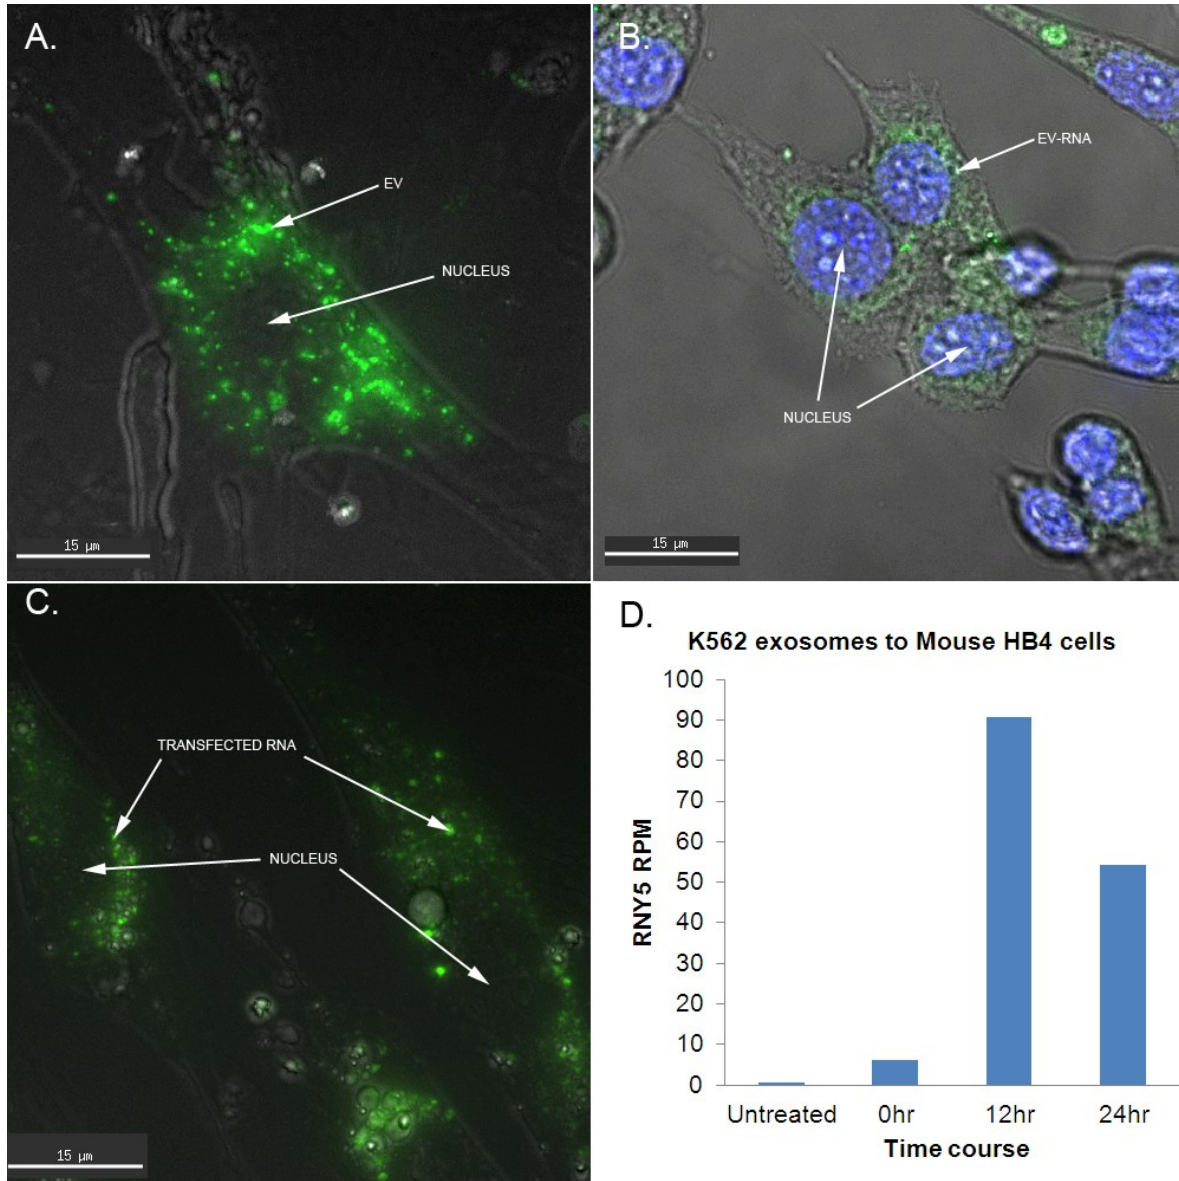 A.
EV
NUCLEUS
15 μm
B.
EV-RNA
NUCLEUS
15 μm
C.
TRANSFECTED RNA
NUCLEUS
15 μm
D.
K562 exosomes to Mouse HB4 cells
RNY5 RPM
100
90
80
70
60
50
40
30
20
10
0
Untreated 0hr 12hr 24hr
Time course